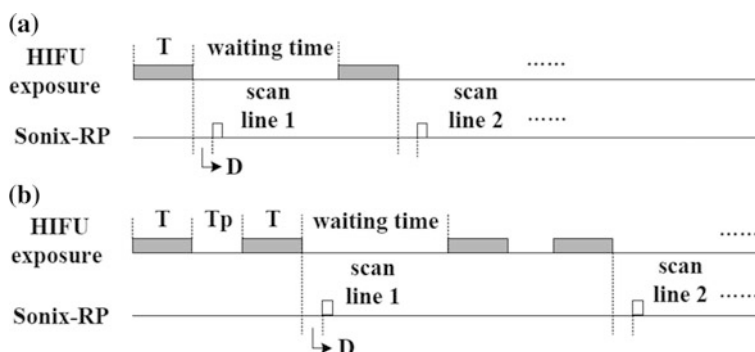 (a)
T waiting time
HIFU
exposure
......
scan scan
line 1 line 2 ......
Sonix-RP
D
(b)
HIFU
exposure
T Tp T waiting time
......
scan scan
line 1 line 2 ......
Sonix-RP
D